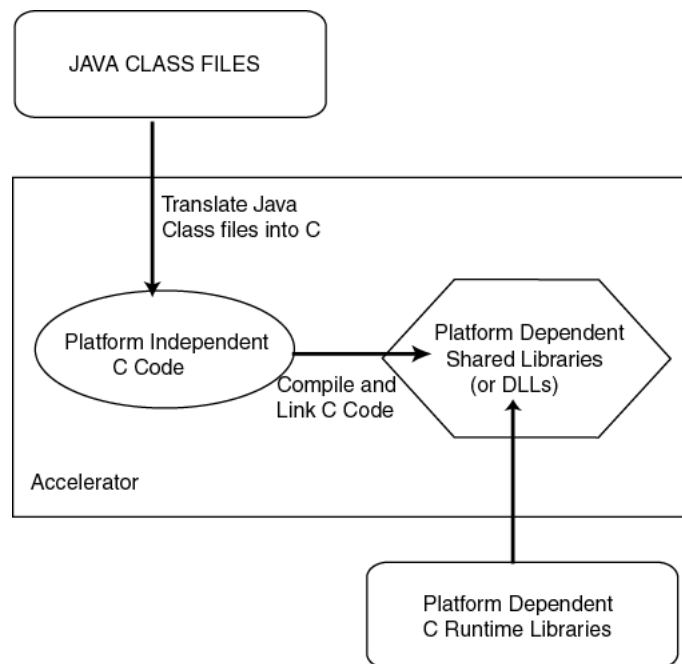 JAVA CLASS FILES
Translate Java
Class files into C
Platform Independent
C Code
Compile and
Link C Code
Platform Dependent
Shared Libraries
(or DLLs)
Accelerator
Platform Dependent
C Runtime Libraries